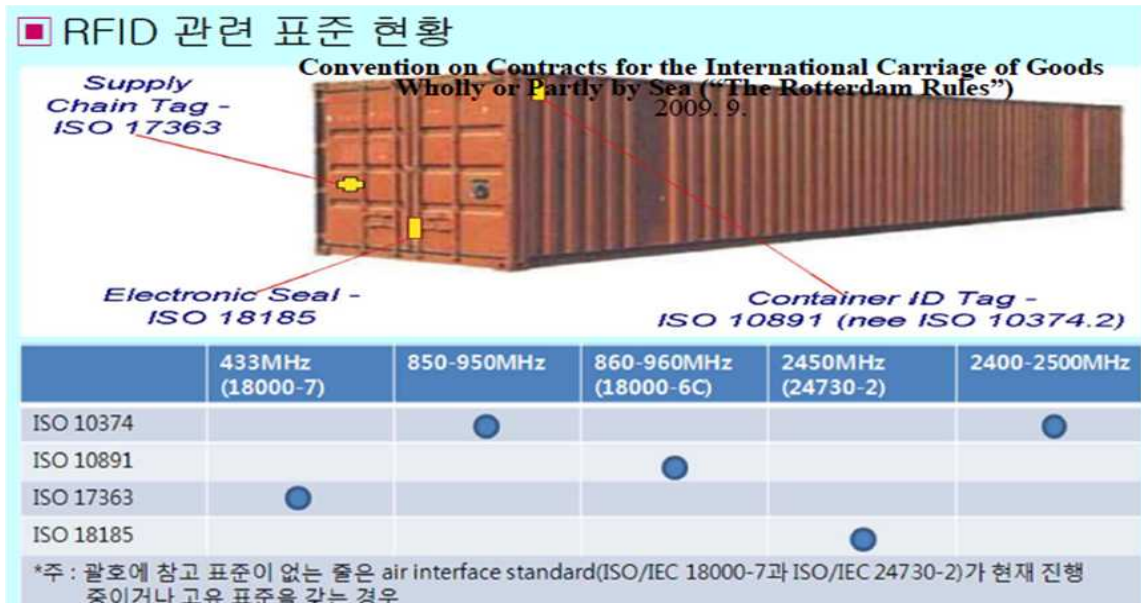 RFID 관련 표준 현황
Convention on Contracts for the International Carriage of Goods
Wholly or Partly by Sea ("The Rotterdam Rules")
2009. 9.
Supply
Chain Tag -
ISO 17363
Electronic Seal -
ISO 18185
Container ID Tag -
ISO 10891 (nee ISO 10374.2)
433MHz (18000-7) 850-950MHz 860-960MHz (18000-6C) 2450MHz (24730-2) 2400-2500MHz
ISO 10374
ISO 10891
ISO 17363
ISO 18185
*주 : 괄호에 참고 표준이 없는 줄은 air interface standard(ISO/IEC 18000-7과 ISO/IEC 24730-2)가 현재 진행
중이거나 고유 표준을 갖는 경우